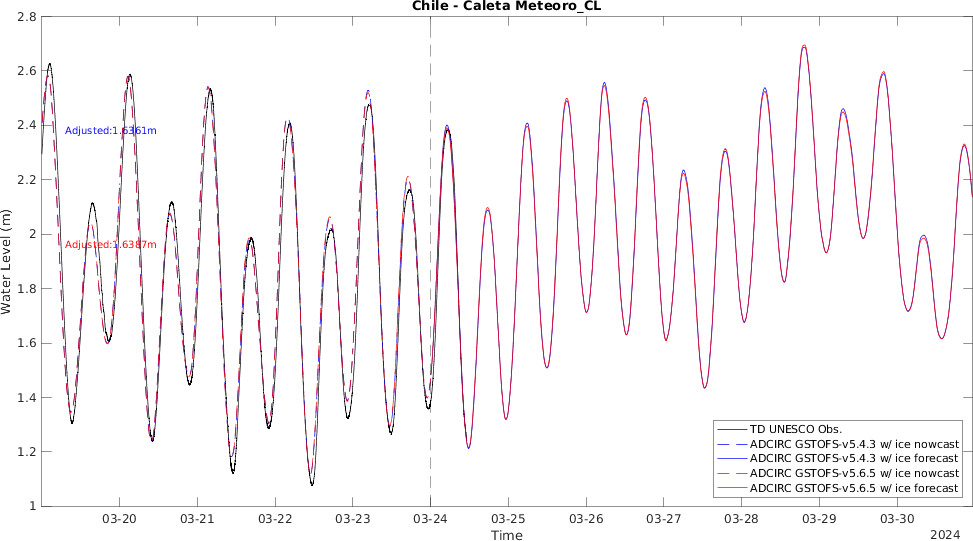 Chile - Caleta Meteoro_CL
2.8
2.6
2.4
2.2
2
1.8
1.6
1.4
1.2
1
Water Level (m)
Adjusted:1.6361m
Adjusted:1.6387m
TD UNESCO Obs.
ADCIRC GSTOFS-v5.4.3 w/ ice nowcast
ADCIRC GSTOFS-v5.4.3 w/ ice forecast
ADCIRC GSTOFS-v5.6.5 w/ ice nowcast
ADCIRC GSTOFS-v5.6.5 w/ ice forecast
03-20 03-21 03-22 03-23 03-24 03-25 03-26 03-27 03-28 03-29 03-30
Time
2024